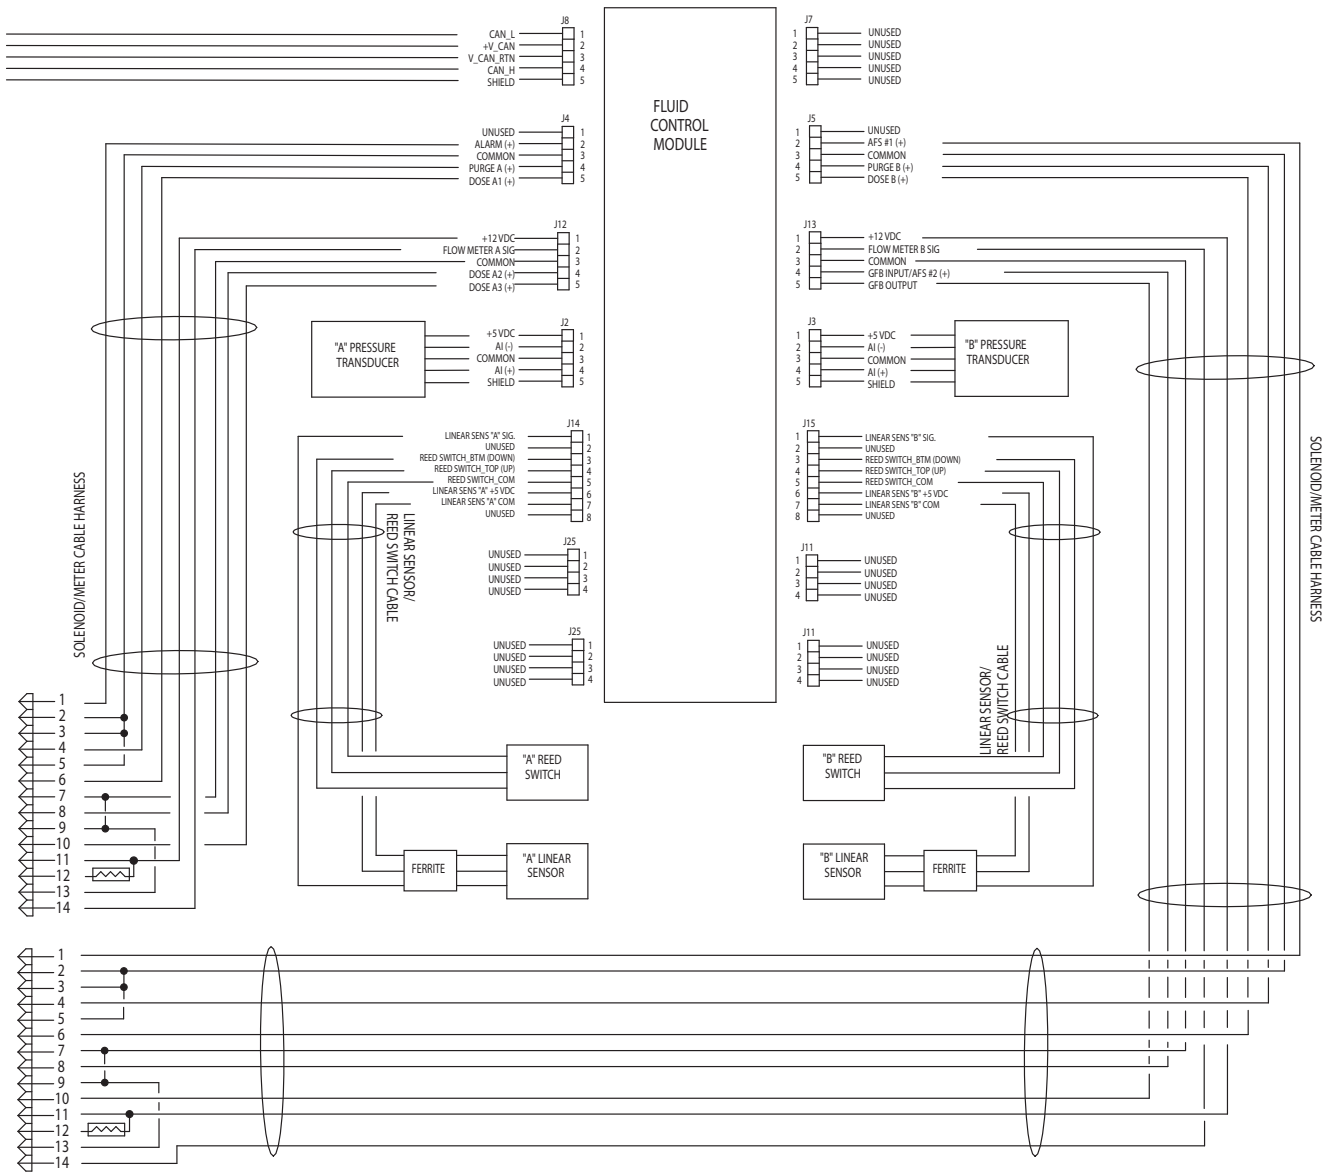 J8
CAN_L 1
+V_CAN 2
V_CAN_RTN 3
CAN_H 4
SHIELD 5
J4
UNUSED 1
ALARM (+) 2
COMMON 3
PURGE A (+) 4
DOSE A1 (+) 5
J12
+12 VDC 1
FLOW METER A SIG 2
COMMON 3
DOSE A2 (+) 4
DOSE A3 (+) 5
"A" PRESSURE
TRANSDUCER
J2
+5 VDC 1
AI (-) 2
COMMON 3
AI (+) 4
SHIELD 5
J14
LINEAR SENS "A" SIG. 1
UNUSED 2
REED SWITCH_BTM (DOWN) 3
REED SWITCH_TOP (UP) 4
REED SWITCH_COM 5
LINEAR SENS "A" +5 VDC 6
LINEAR SENS "A" COM 7
UNUSED 8
J25
UNUSED 1
UNUSED 2
UNUSED 3
UNUSED 4
J25
UNUSED 1
UNUSED 2
UNUSED 3
UNUSED 4
FLUID
CONTROL
MODULE
J7
1 UNUSED
2 UNUSED
3 UNUSED
4 UNUSED
5 UNUSED
J5
1 UNUSED
2 AFS #1 (+)
3 COMMON
4 PURGE B (+)
5 DOSE B (+)
J13
1 +12 VDC
2 FLOW METER B SIG
3 COMMON
4 GFB INPUT/AFS #2 (+)
5 GFB OUTPUT
J3
1 +5 VDC
2 AI (-)
3 COMMON
4 AI (+)
5 SHIELD
"B" PRESSURE
TRANSDUCER
J15
1 LINEAR SENS "B" SIG.
2 UNUSED
3 REED SWITCH_BTM (DOWN)
4 REED SWITCH_TOP (UP)
5 REED SWITCH_COM
6 LINEAR SENS "B" +5 VDC
7 LINEAR SENS "B" COM
8 UNUSED
J11
1 UNUSED
2 UNUSED
3 UNUSED
4 UNUSED
J11
1 UNUSED
2 UNUSED
3 UNUSED
4 UNUSED
SOLENOID/METER CABLE HARNESS
LINEAR SENSOR/
REED SWITCH CABLE
LINEAR SENSOR/
REED SWITCH CABLE
SOLENOID/METER CABLE HARNESS
"A" REED
SWITCH
"B" REED
SWITCH
FERRITE
"A" LINEAR
SENSOR
"B" LINEAR
SENSOR
FERRITE
1
2
3
4
5
6
7
8
9
10
11
12
13
14
1
2
3
4
5
6
7
8
9
10
11
12
13
14